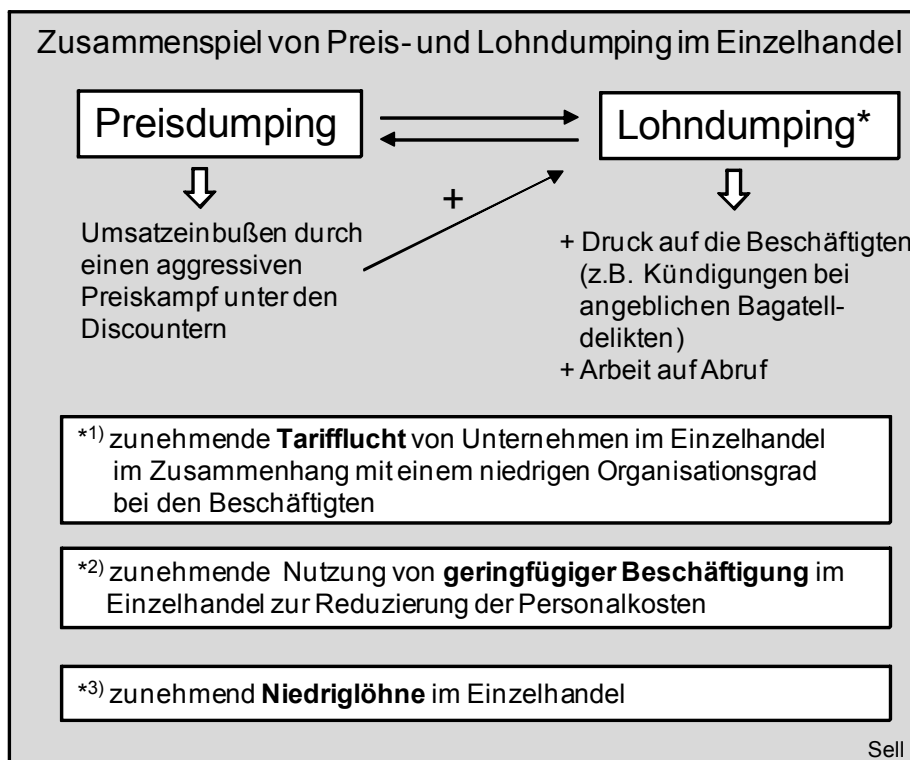 Zusammenspiel von Preis- und Lohndumping im Einzelhandel
Preisdumping
Lohndumping*
+
Umsatzeinbußen durch
einen aggressiven
Preiskampf unter den
Discountern
+ Druck auf die Beschäftigten
(z.B. Kündigungen bei
angeblichen Bagatell-
delikten)
+ Arbeit auf Abruf
*1) zunehmende Tarifflucht von Unternehmen im Einzelhandel
im Zusammenhang mit einem niedrigen Organisationsgrad
bei den Beschäftigten
*2) zunehmende Nutzung von geringfügiger Beschäftigung im
Einzelhandel zur Reduzierung der Personalkosten
*3) zunehmend Niedriglöhne im Einzelhandel
Sell